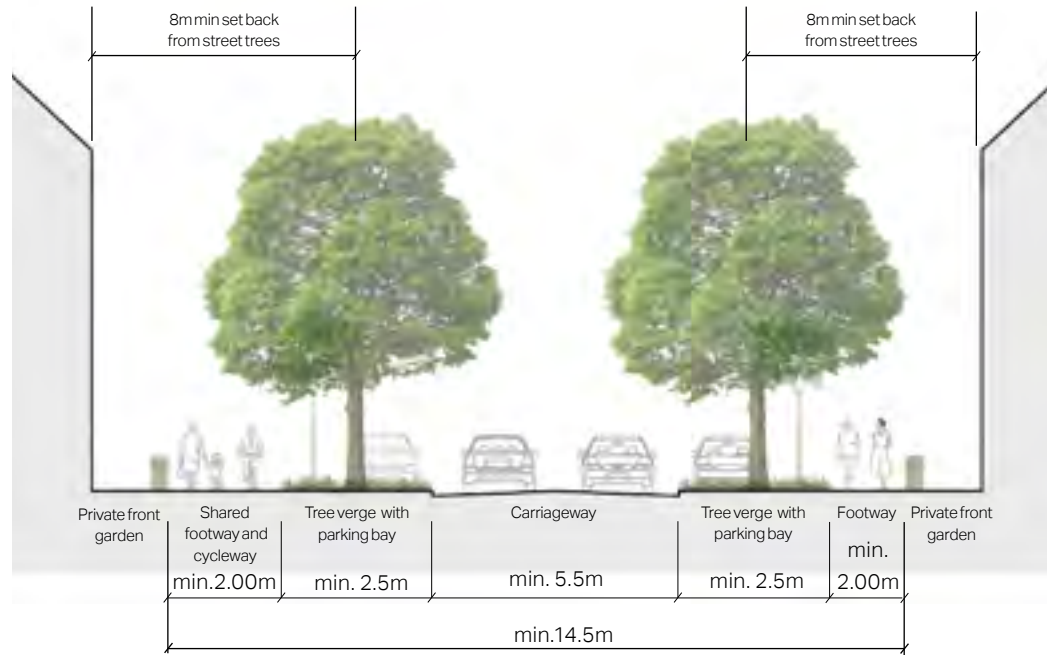 8m min set back
from street trees
8m min set back
from street trees
Private front
garden
Shared
footway and
cycleway
min.2.00m
Tree verge with
parking bay
min. 2.5m
Carriageway
min. 5.5m
Tree verge with
parking bay
min. 2.5m
Footway
min.
2.00m
Private front
garden
min.14.5m